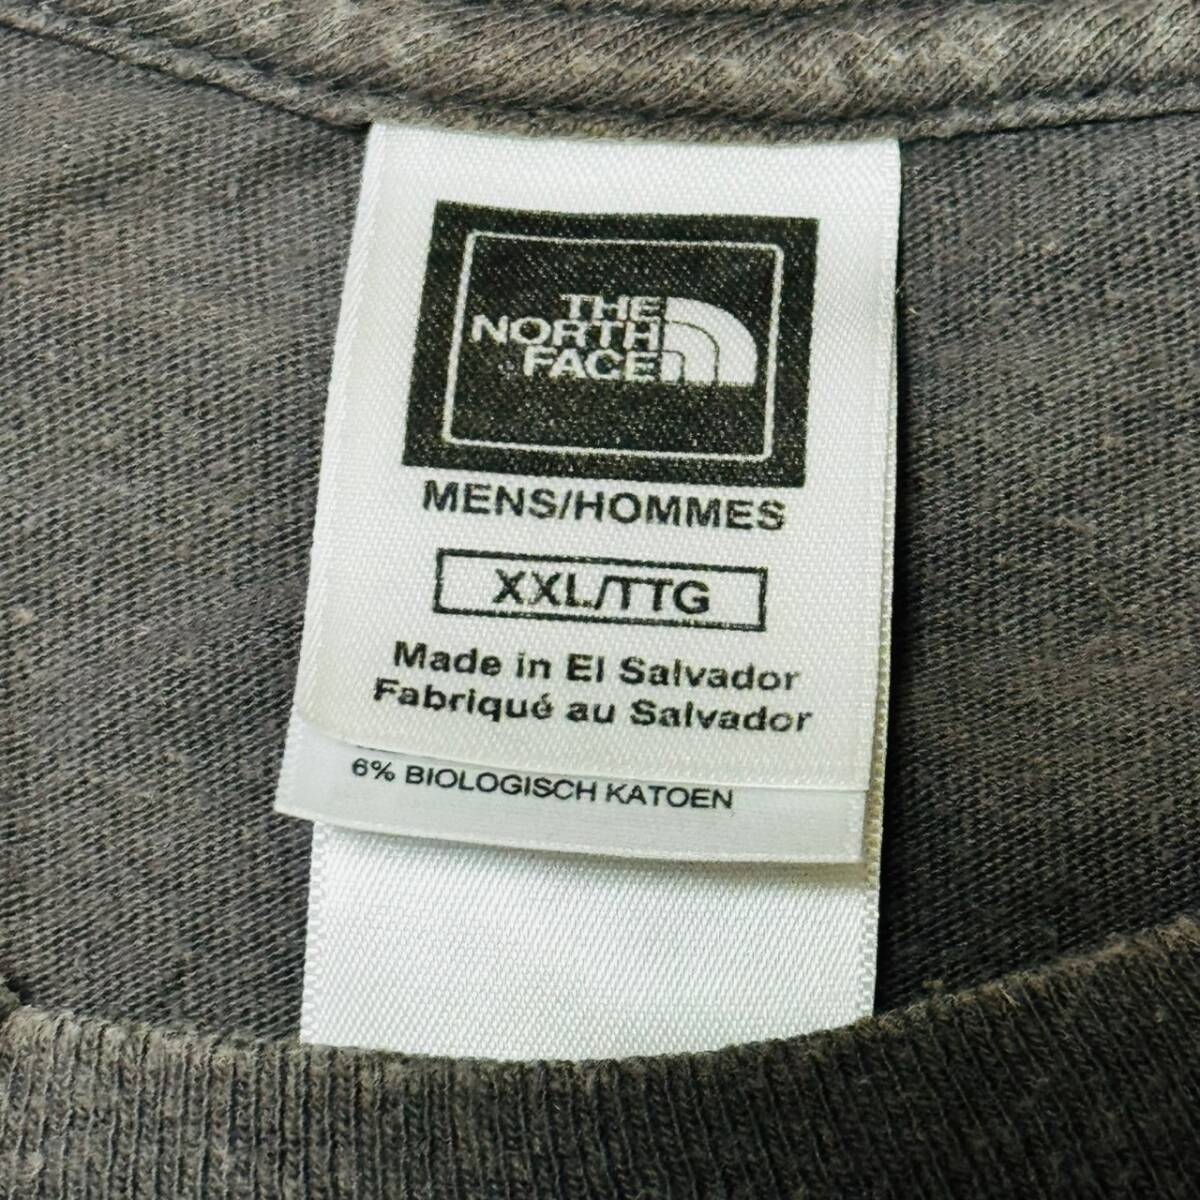 THE
NORTH
FACE
MENS/HOMMES
XXL/TTG
Made in El Salvador
Fabriqué au Salvador
6% BIOLOGISCH KATOEN